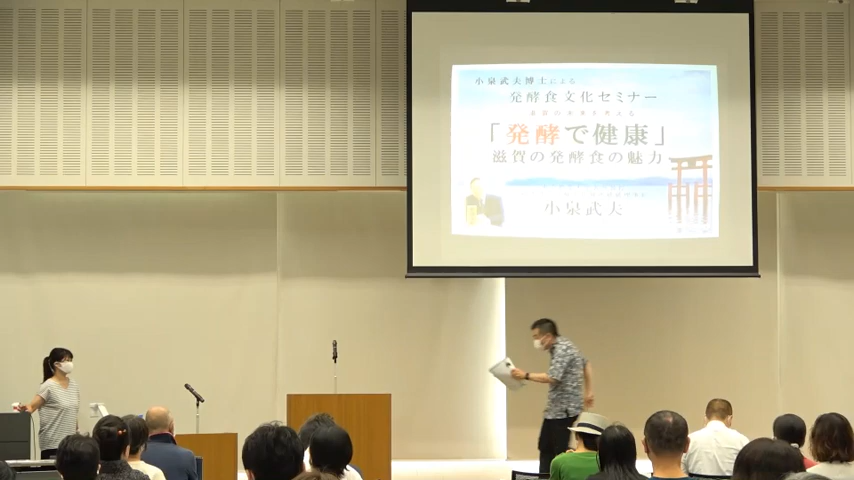 小泉武夫博士による
発酵食文化セミナー
「発酵で健康」
滋賀の発酵食の魅力
小泉武夫